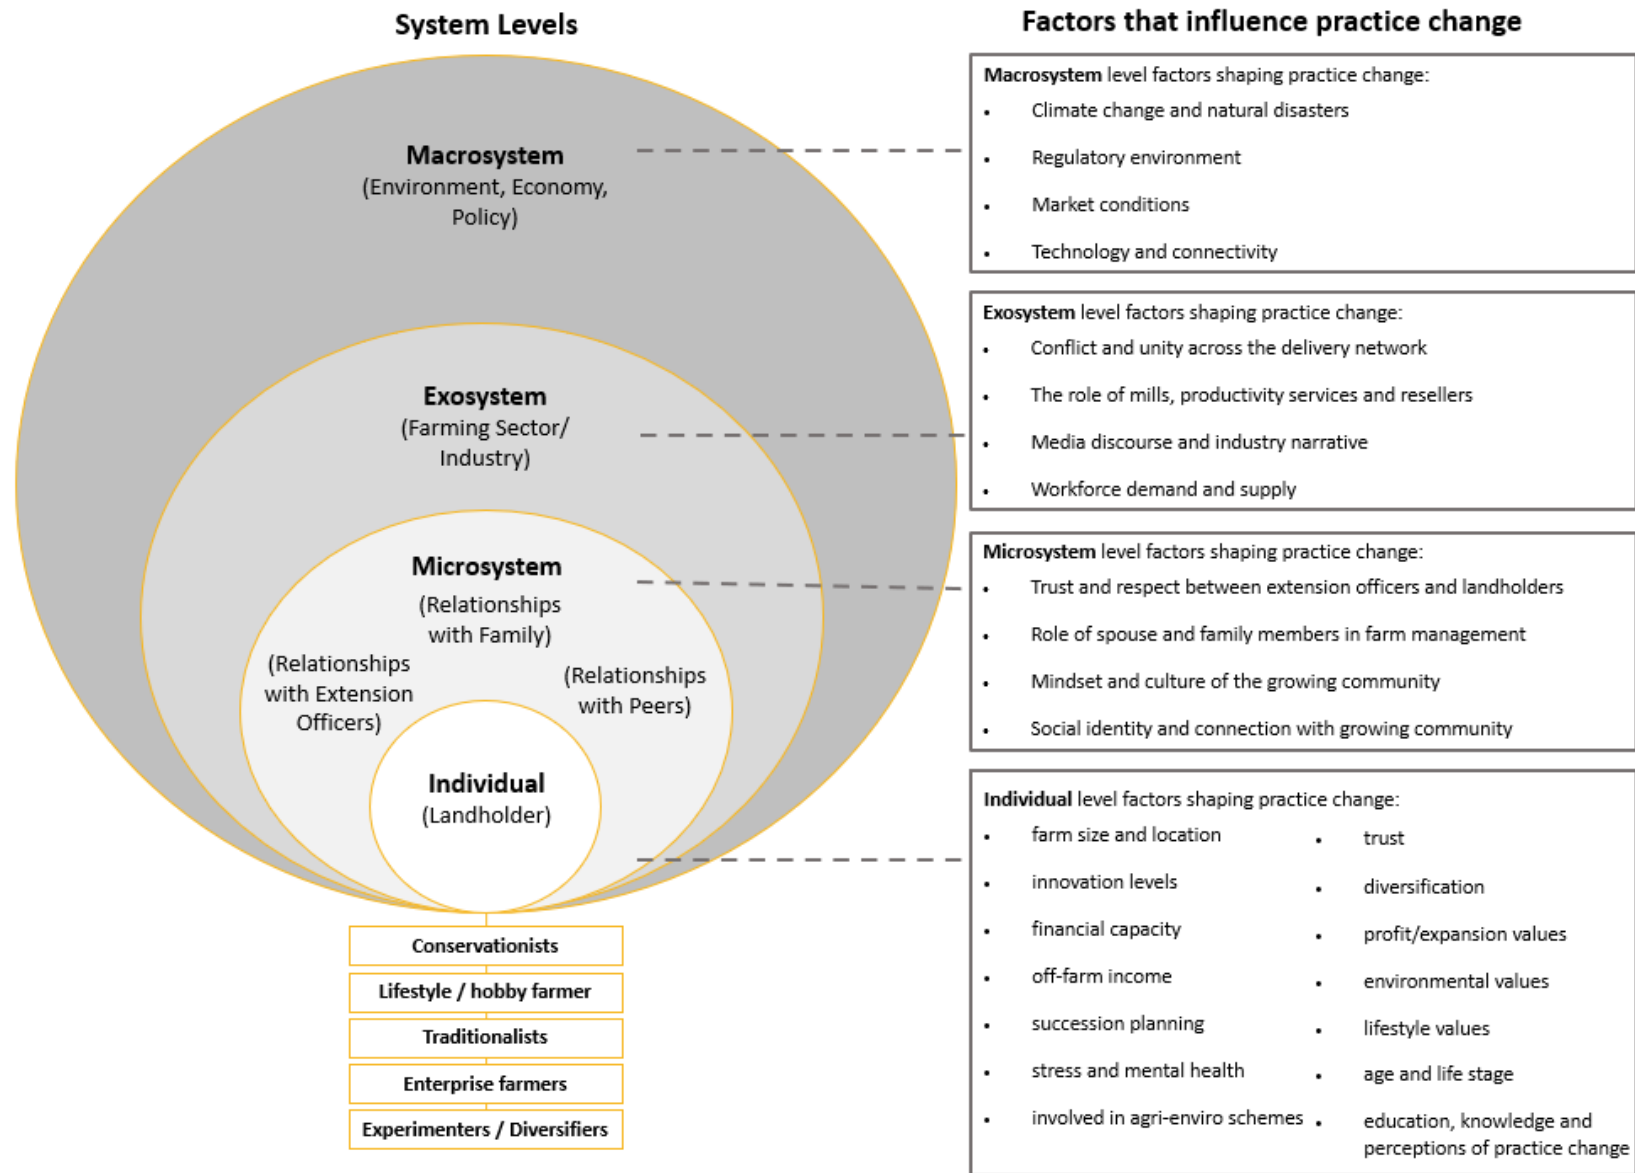 System Levels
Macrosystem
(Environment, Economy,
Policy)
Exosystem
(Farming Sector/
Industry)
Microsystem
(Relationships
with Family)
(Relationships
with Extension
Officers)
(Relationships
with Peers)
Individual
(Landholder)
Conservationists
Lifestyle / hobby farmer
Traditionalists
Enterprise farmers
Experimenters / Diversifiers
Factors that influence practice change
Macrosystem level factors shaping practice change:
• Climate change and natural disasters
• Regulatory environment
• Market conditions
• Technology and connectivity
Exosystem level factors shaping practice change:
• Conflict and unity across the delivery network
• The role of mills, productivity services and resellers
• Media discourse and industry narrative
• Workforce demand and supply
Microsystem level factors shaping practice change:
• Trust and respect between extension officers and landholders
• Role of spouse and family members in farm management
• Mindset and culture of the growing community
• Social identity and connection with growing community
Individual level factors shaping practice change:
• farm size and location
• innovation levels
• financial capacity
• off-farm income
• succession planning
• stress and mental health
• involved in agri-enviro schemes
• trust
• diversification
• profit/expansion values
• environmental values
• lifestyle values
• age and life stage
• education, knowledge and
perceptions of practice change